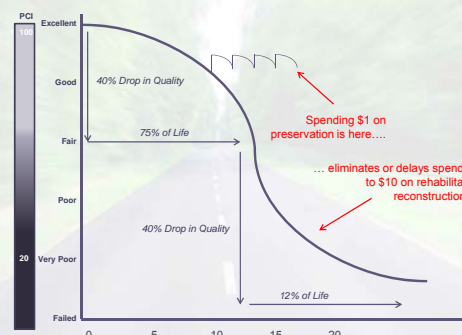 PCI
Excellent
100
Good
40% Drop in Quality
Spending $1 on
preservation is here….
75% of Life
Fair
… eliminates or delays spend
to $10 on rehabilita
reconstruction
Poor
40% Drop in Quality
Very Poor
20
12% of Life
Failed
0 5 10 15 20